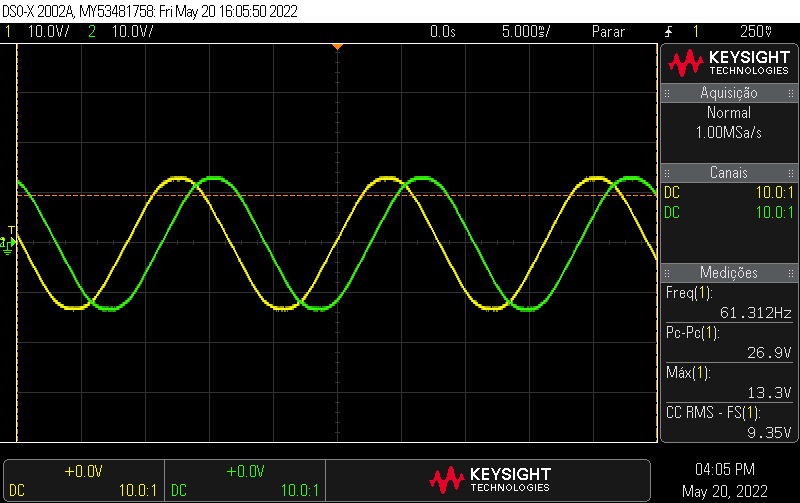 DSO-X 2002A, MY53481758: Fri May 20 16:05:50 2022
1 10.0V/ 2 10.0V/ 0.0s 5.000s/ Parar 1 250V
KEYSIGHT
TECHNOLOGIES
Aquisição
Normal
1.00MSa/s
Canais
DC 10.0:1
DC 10.0:1
Medições
Freq(1):
61.312Hz
Pc-Pc(1):
26.9V
Máx(1):
13.3V
CC RMS - FS(1):
9.35V
T
+0.0V
DC 10.0:1
+0.0V
DC 10.0:1
KEYSIGHT
TECHNOLOGIES
04:05 PM
May 20, 2022